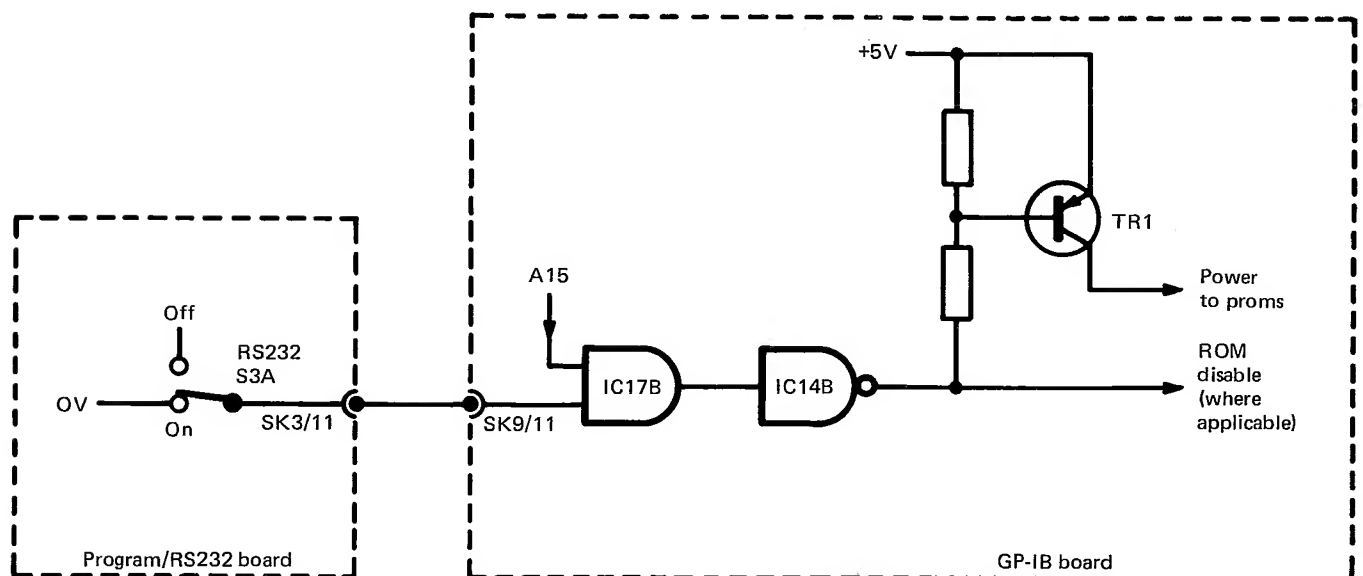 +5V
TR1
A15
Power
to proms
Off
RS232
S3A
IC17B
IC14B
ROM
disable
(where
applicable)
OV
On
SK3/11
SK9/11
Program/RS232 board
GP-IB board